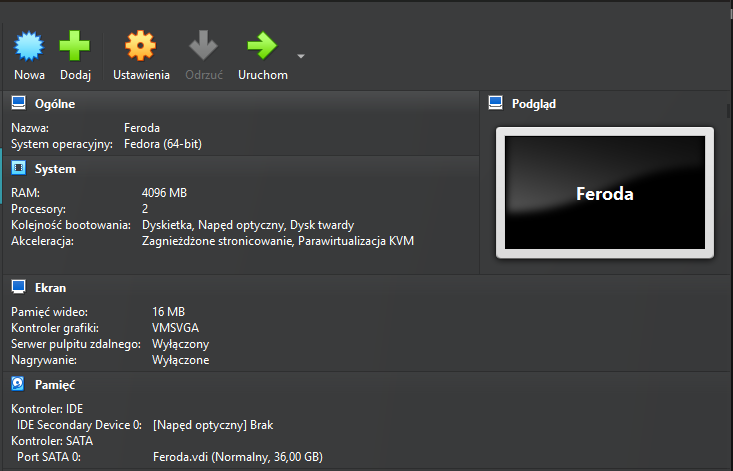 Nowa Dodaj Ustawienia Odrzuć Uruchom
Ogólne
Nazwa: Feroda
System operacyjny: Fedora (64-bit)
System
RAM: 4096 MB
Procesory: 2
Kolejność bootowania: Dyskietka, Napęd optyczny, Dysk twardy
Akceleracja: Zagnieżdżone stronicowanie, Parawirtualizacja KVM
Podgląd
Feroda
Ekran
Pamięć wideo: 16 MB
Kontroler grafiki: VMSVGA
Serwer pulpitu zdalnego: Wyłączony
Nagrywanie: Wyłączone
Pamięć
Kontroler: IDE
IDE Secondary Device 0: [Napęd optyczny] Brak
Kontroler: SATA
Port SATA 0: Feroda.vdi (Normalny, 36,00 GB)